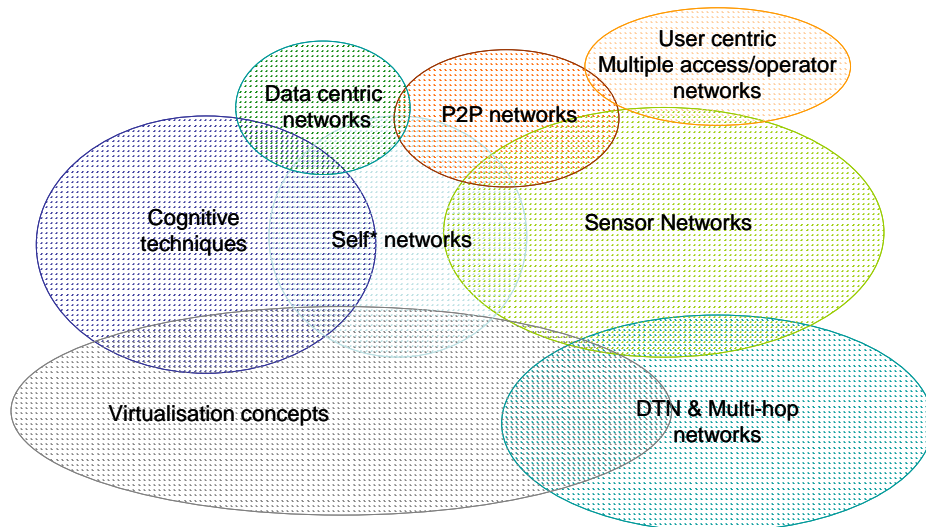 User centric
Multiple access/operator
networks
Data centric
networks
P2P networks
Cognitive
techniques
Self* networks
Sensor Networks
Virtualisation concepts
DTN & Multi-hop
networks